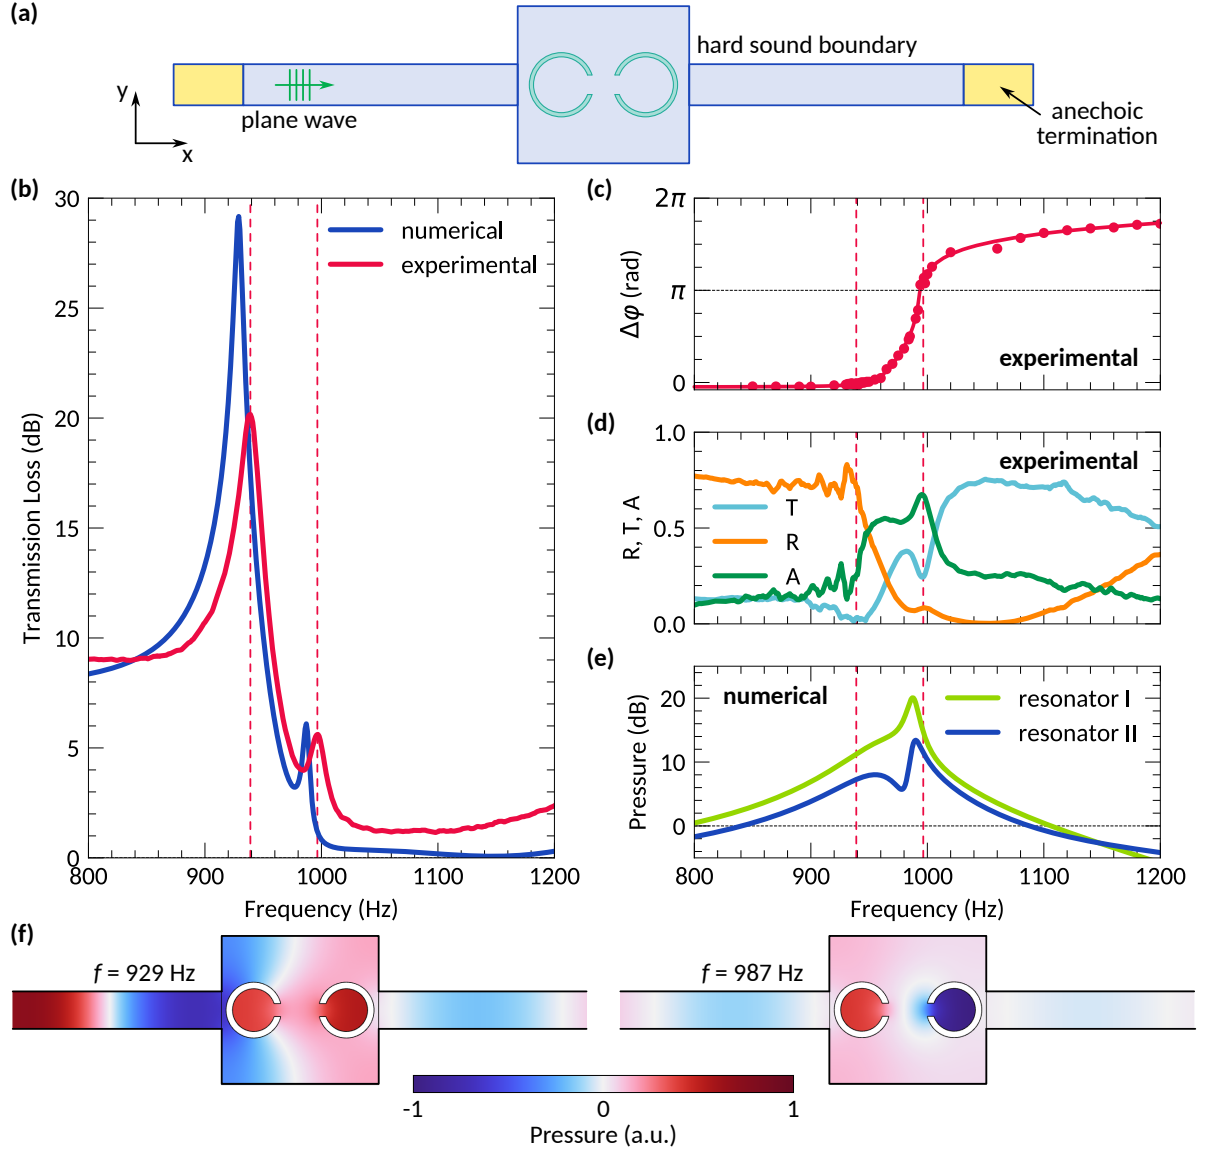 (a)
hard sound boundary
y
x
plane wave
anechoic
termination
(b)
30
25
20
15
10
5
0
Transmission Loss (dB)
numerical
experimental
800
900
1000
1100
1200
Frequency (Hz)
(c)
2π
π
0
Δφ (rad)
experimental
(d)
1.0
0.5
0.0
R, T, A
experimental
T
R
A
(e)
20
10
0
Pressure (dB)
numerical
resonator I
resonator II
800
900
1000
1100
1200
Frequency (Hz)
(f)
f = 929 Hz
f = 987 Hz
-1
0
1
Pressure (a.u.)